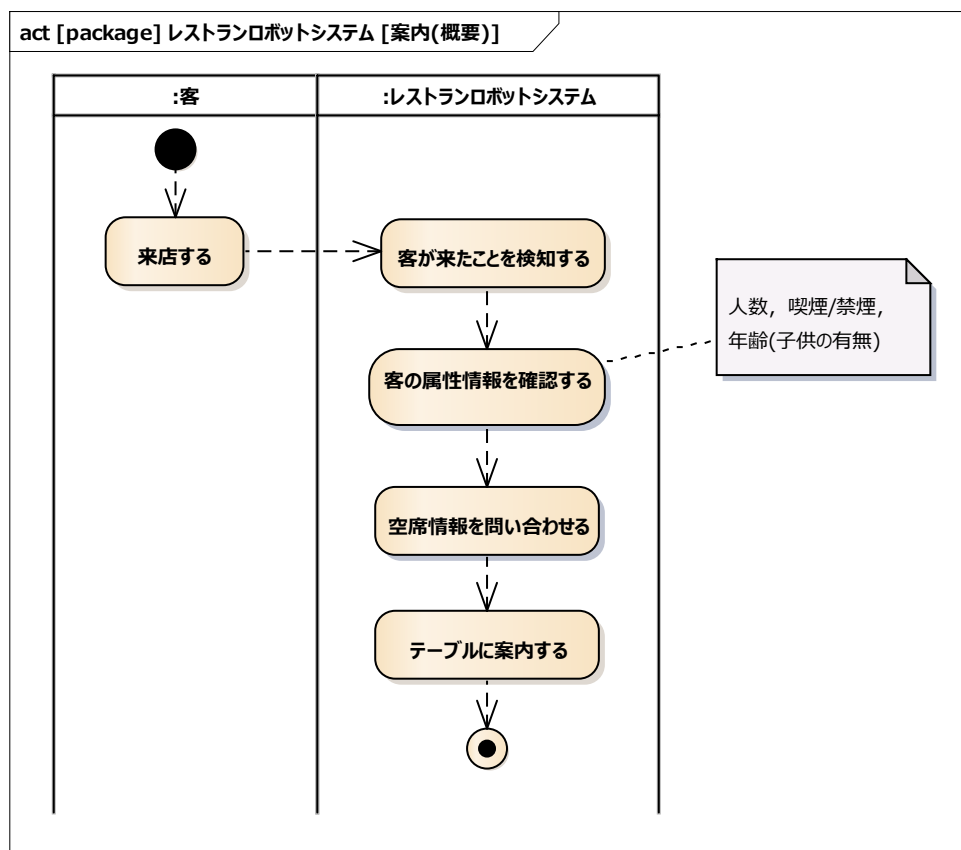 act [package] レストランロボットシステム [案内(概要)]
:客
:レストランロボットシステム
来店する
客が来たことを検知する
人数，喫煙/禁煙，
年齢(子供の有無)
客の属性情報を確認する
空席情報を問い合わせる
テーブルに案内する